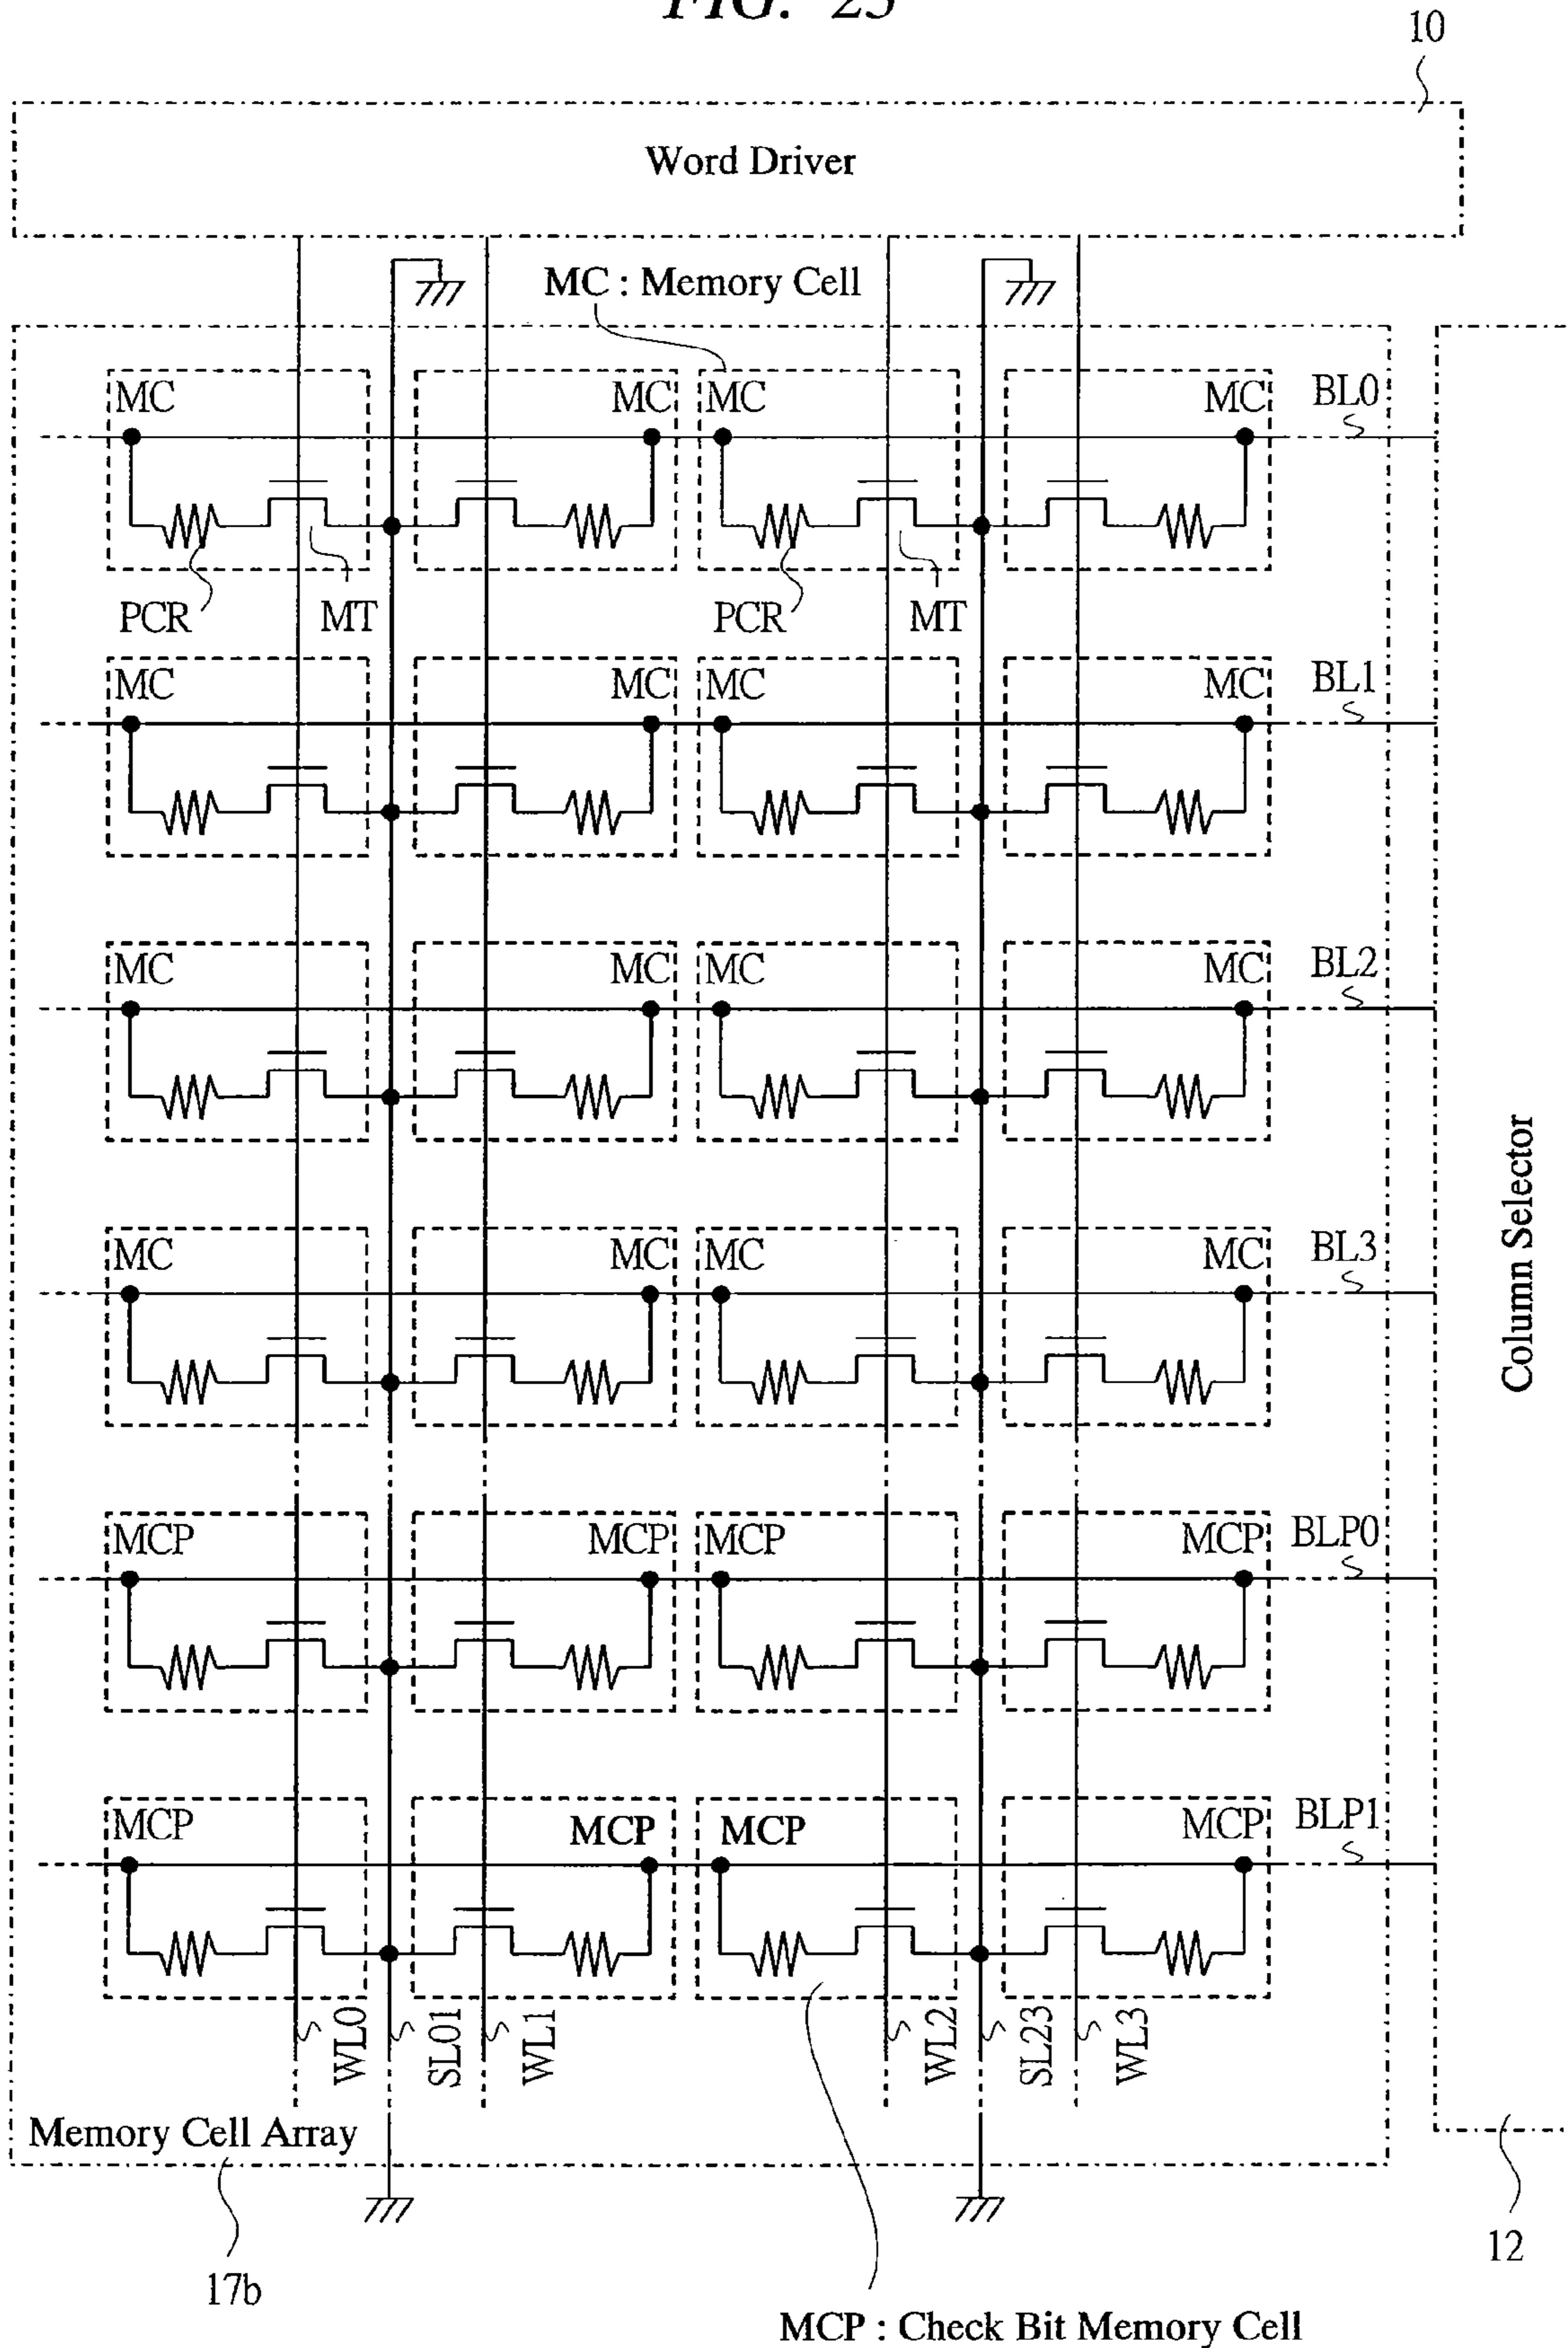 FIG. 23
10
Word Driver
MC : Memory Cell
MC MC MC MC BL0
PCR MT PCR MT
MC MC MC MC BL1
MC MC MC MC BL2
MC MC MC MC BL3
Column Selector
MCP MCP MCP MCP BLP0
MCP MCP MCP MCP BLP1
WL0 SL01 WL1 WL2 SL23 WL3
Memory Cell Array
12
17b
MCP : Check Bit Memory Cell